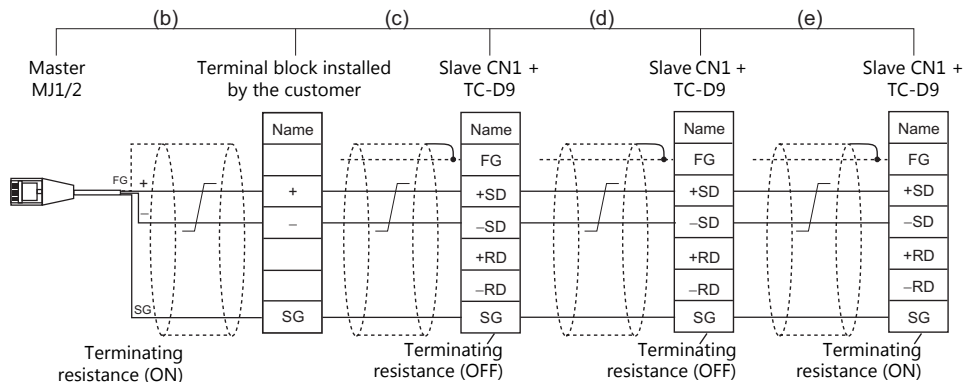 (b) (c) (d) (e)
Master
MJ1/2
Terminal block installed
by the customer
Slave CN1 +
TC-D9
Slave CN1 +
TC-D9
Slave CN1 +
TC-D9
FG
+
−
SG
Name
+
−
SG
Name
FG
+SD
−SD
+RD
−RD
SG
Name
FG
+SD
−SD
+RD
−RD
SG
Name
FG
+SD
−SD
+RD
−RD
SG
Terminating
resistance (ON)
Terminating
resistance (OFF)
Terminating
resistance (OFF)
Terminating
resistance (ON)